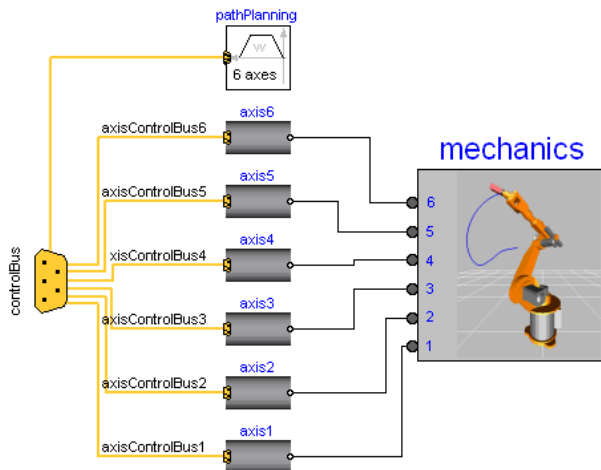 pathPlanning
w
6 axes
axis6
axisControlBus6
mechanics
axis5
axisControlBus5
6
5
axis4
xisControlBus4
4
controlBus
axis3
3
axisControlBus3
2
axis2
1
axisControlBus2
axis1
axisControlBus1